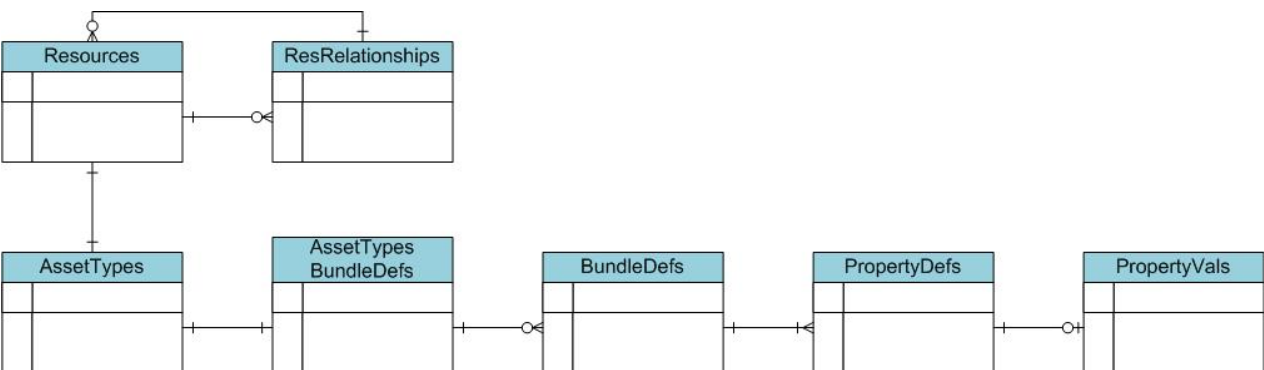 Resources
ResRelationships
AssetTypes
AssetTypes
BundleDefs
BundleDefs
PropertyDefs
PropertyVals